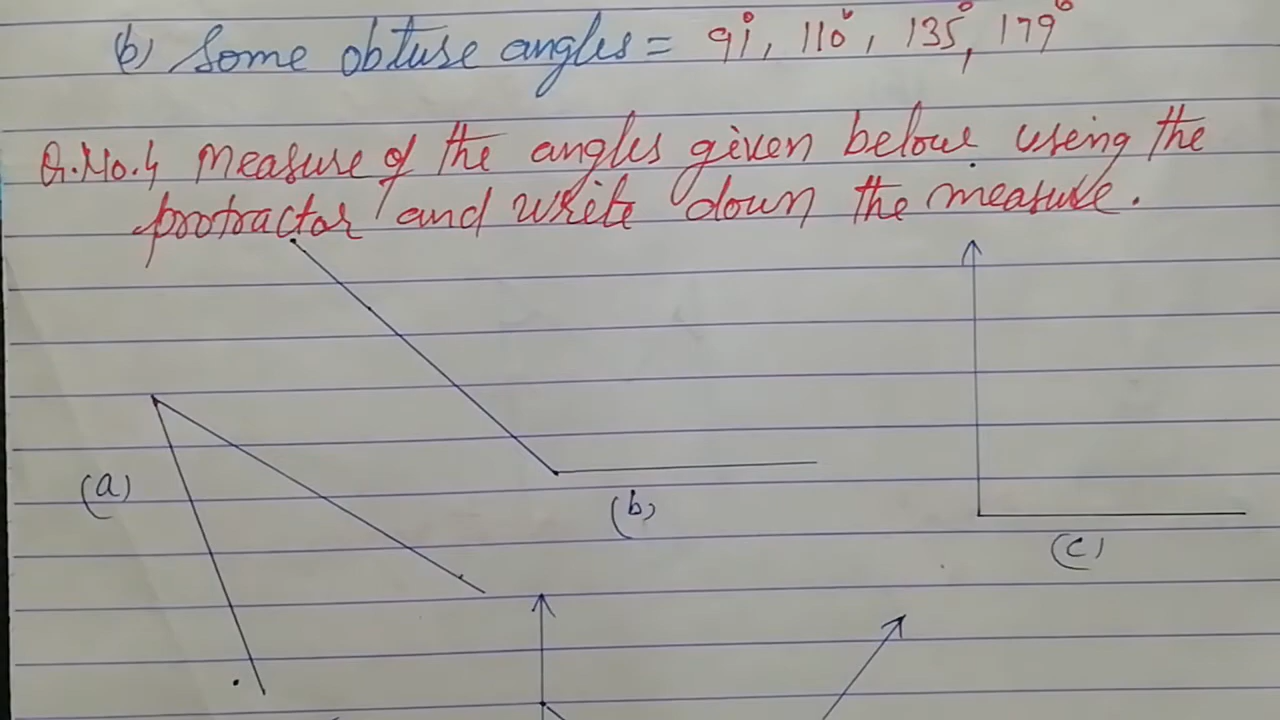 (b) Some obtuse angles = 91°, 110°, 135°, 179°
Q.No.4 Measure of the angles given below using the
protractor and write down the measure.
(a)
(b)
(c)